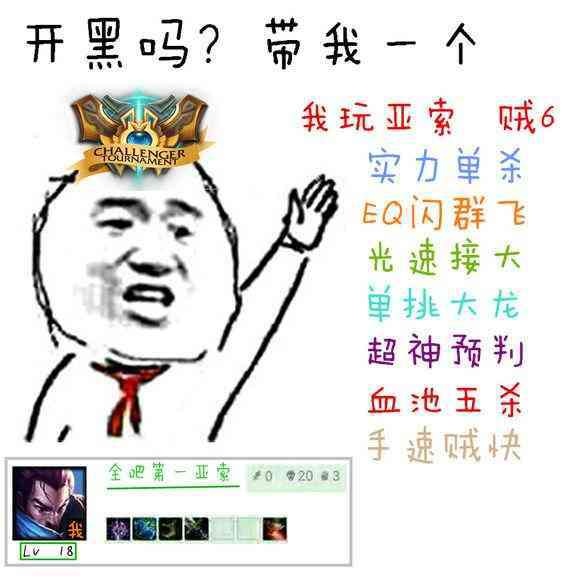 开黑吗？带我一个
CHALLENGER
TOURNAMENT
我玩亚索 贼6
实力单杀
EQ闪群飞
光速接大
单挑大龙
超神预判
血池五杀
手速贼快
全吧第一亚索
0 20 3
我
Lv 18